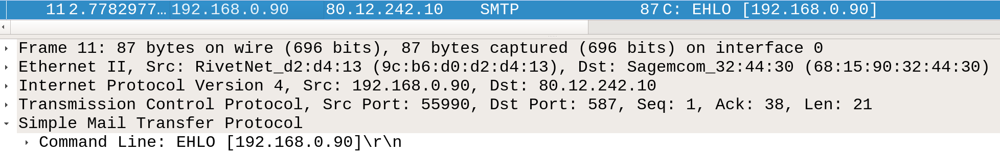 11 2.7782977… 192.168.0.90 80.12.242.10 SMTP 87 C: EHLO [192.168.0.90]
Frame 11: 87 bytes on wire (696 bits), 87 bytes captured (696 bits) on interface 0
Ethernet II, Src: RivetNet_d2:d4:13 (9c:b6:d0:d2:d4:13), Dst: Sagemcom_32:44:30 (68:15:90:32:44:30)
Internet Protocol Version 4, Src: 192.168.0.90, Dst: 80.12.242.10
Transmission Control Protocol, Src Port: 55990, Dst Port: 587, Seq: 1, Ack: 38, Len: 21
Simple Mail Transfer Protocol
Command Line: EHLO [192.168.0.90]\r\n